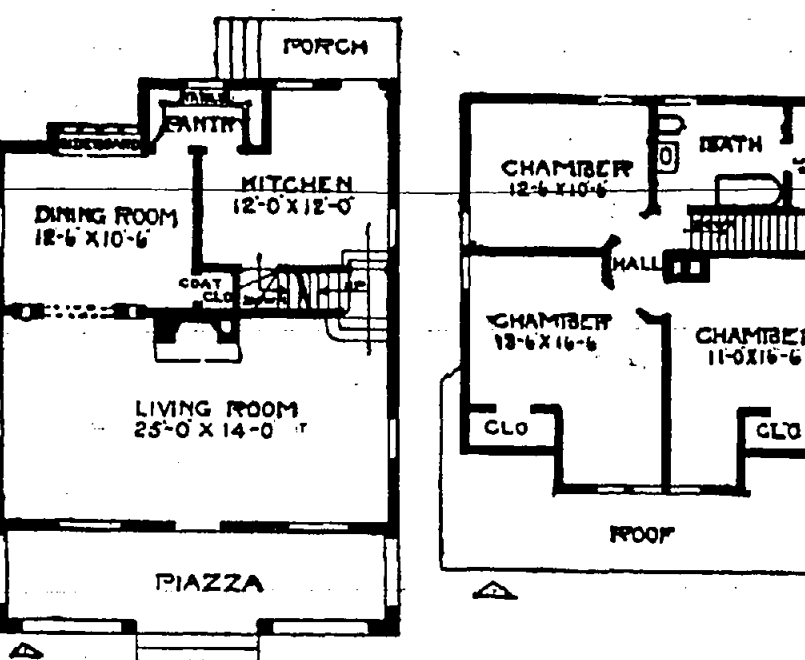 PORCH
TABLE
PANTRY
SIDEBOARD
KITCHEN
12'-0" X 12'-0"
DINING ROOM
12'-6" X 10'-6"
COAT
CLO
UP
LIVING ROOM
25'-0" X 14'-0"
PIAZZA
BATH
CHAMBER
12'-6 X 10'-6"
HALL
CHAMBER
13'-6 X 16'-6
CHAMBER
11-0 X 15-6
CLO
CLO
ROOF